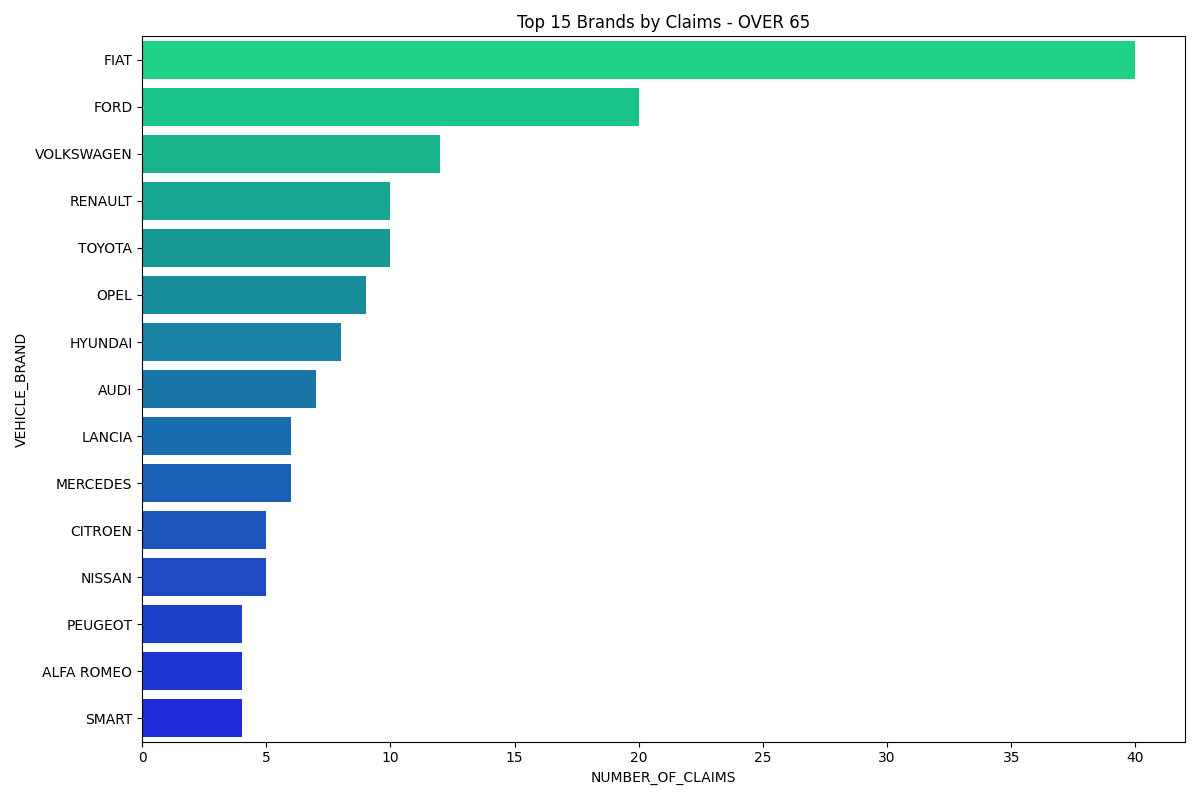 Top 15 Brands by Claims - OVER 65
VEHICLE_BRAND
FIAT
FORD
VOLKSWAGEN
RENAULT
TOYOTA
OPEL
HYUNDAI
AUDI
LANCIA
MERCEDES
CITROEN
NISSAN
PEUGEOT
ALFA ROMEO
SMART
0 5 10 15 20 25 30 35 40
NUMBER_OF_CLAIMS